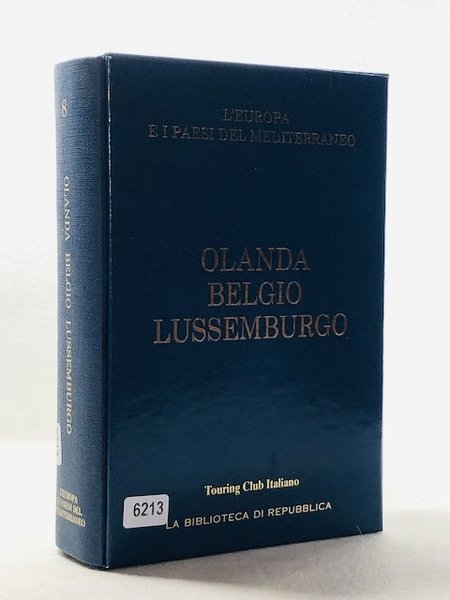 8
OLANDA BELGIO LUSSEMBURGO
L'EUROPA
E I PAESI DEL
MEDITERRANEO
L'EUROPA
E I PAESI DEL MEDITERRANEO
OLANDA
BELGIO
LUSSEMBURGO
Touring Club Italiano
6213
LA BIBLIOTECA DI REPUBBLICA